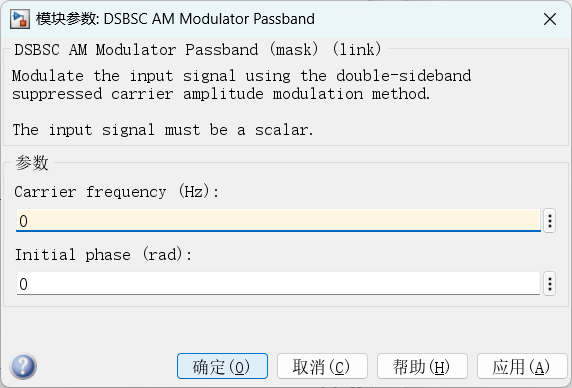 模块参数: DSBSC AM Modulator Passband
DSBSC AM Modulator Passband (mask) (link)
Modulate the input signal using the double-sideband
suppressed carrier amplitude modulation method.
The input signal must be a scalar.
参数
Carrier frequency (Hz):
0
Initial phase (rad):
0
确定(O) 取消(C) 帮助(H) 应用(A)